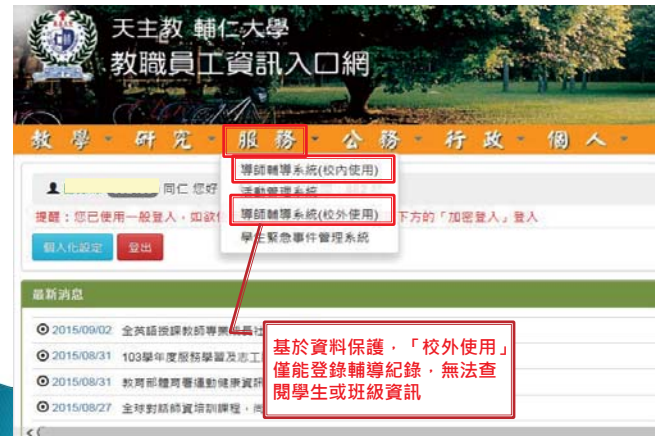 天主教 輔仁大學
教職員工資訊入口網
教 學 研 究 服 務 公 務 行 政 個 人
導師輔導系統(校內使用)
同仁 您好
活動管理系統
導師輔導系統(校外使用)
提醒：您已使用一般登入，如欲 下方的「加密登入」登入
學生緊急事件管理系統
個人化設定 登出
最新消息
2015/09/02 全英語授課教師專業成長社
2015/08/31 103學年度服務學習及志工
2015/08/31 教育部體育署運動健康資訊
2015/08/27 全球對話師資培訓課程，尚
基於資料保護，「校外使用」
僅能登錄輔導紀錄，無法查
閱學生或班級資訊